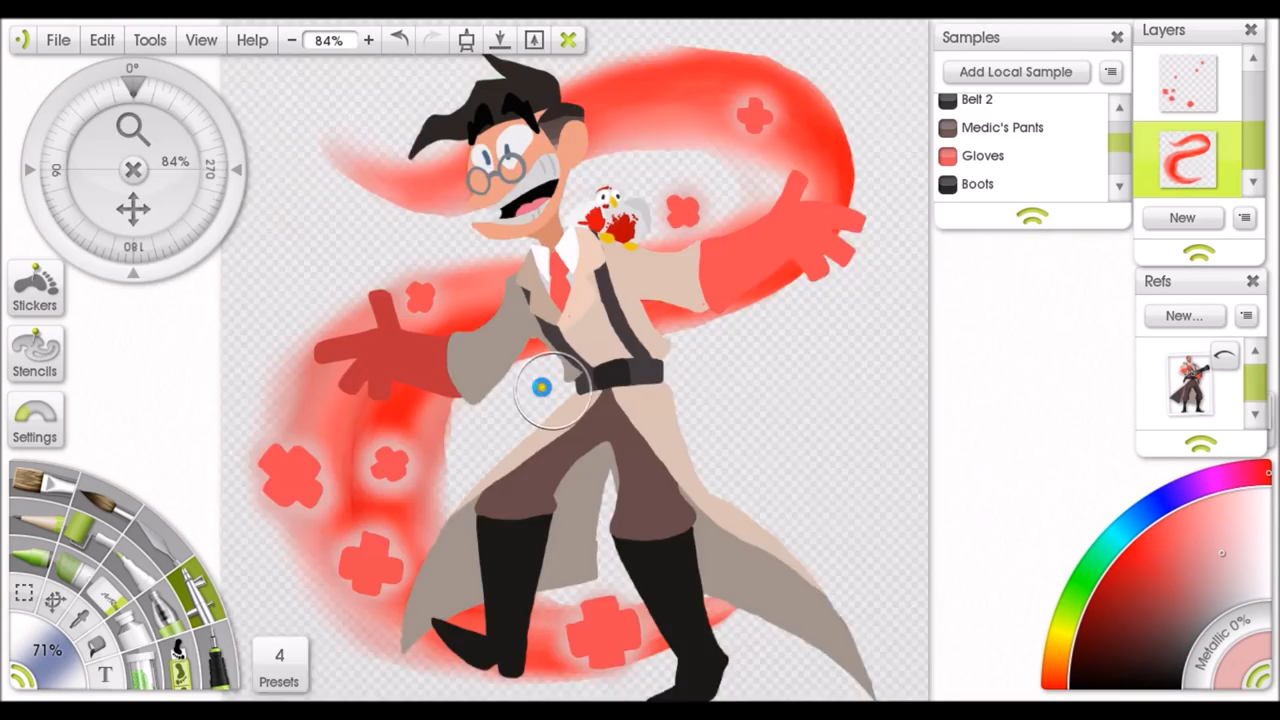 File Edit Tools View Help − 84% +
0°
84%
90
270
180
Stickers
Stencils
Settings
71%
T
4
Presets
Samples
Add Local Sample
Belt 2
Medic's Pants
Gloves
Boots
Layers
New
Refs
New...
Metallic 0%